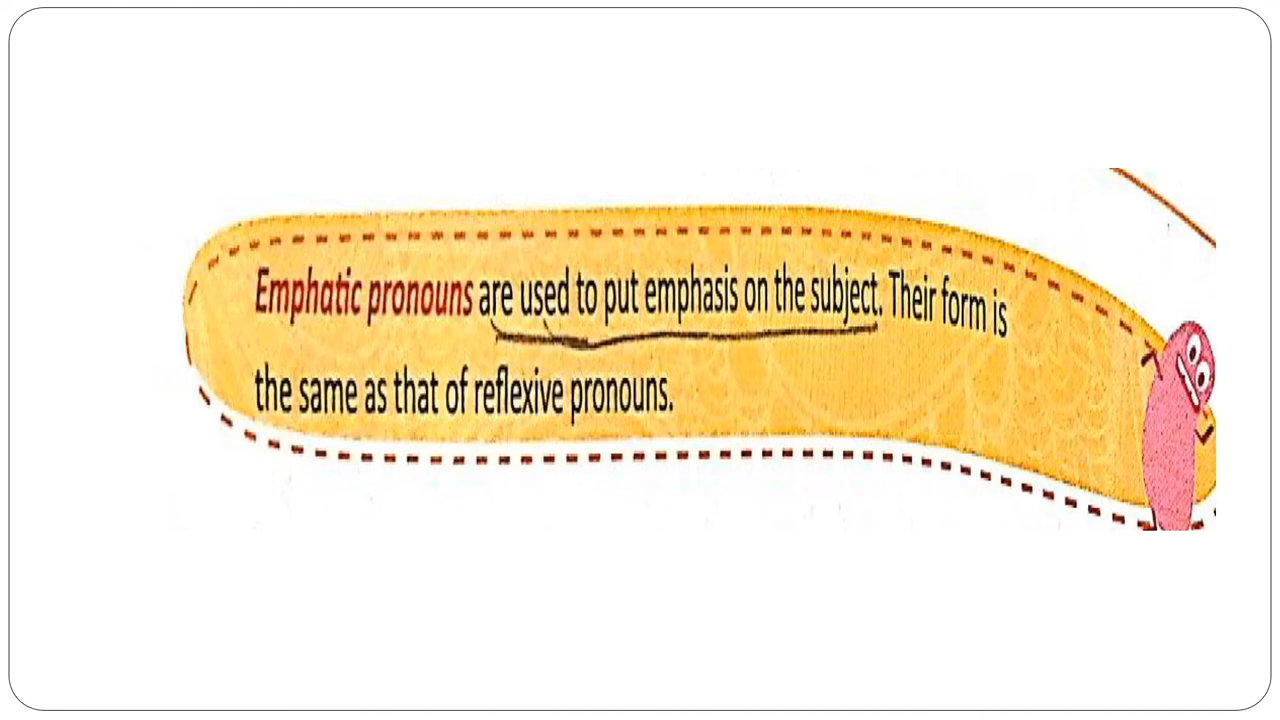 Emphatic pronouns are used to put emphasis on the subject. Their form is
the same as that of reflexive pronouns.